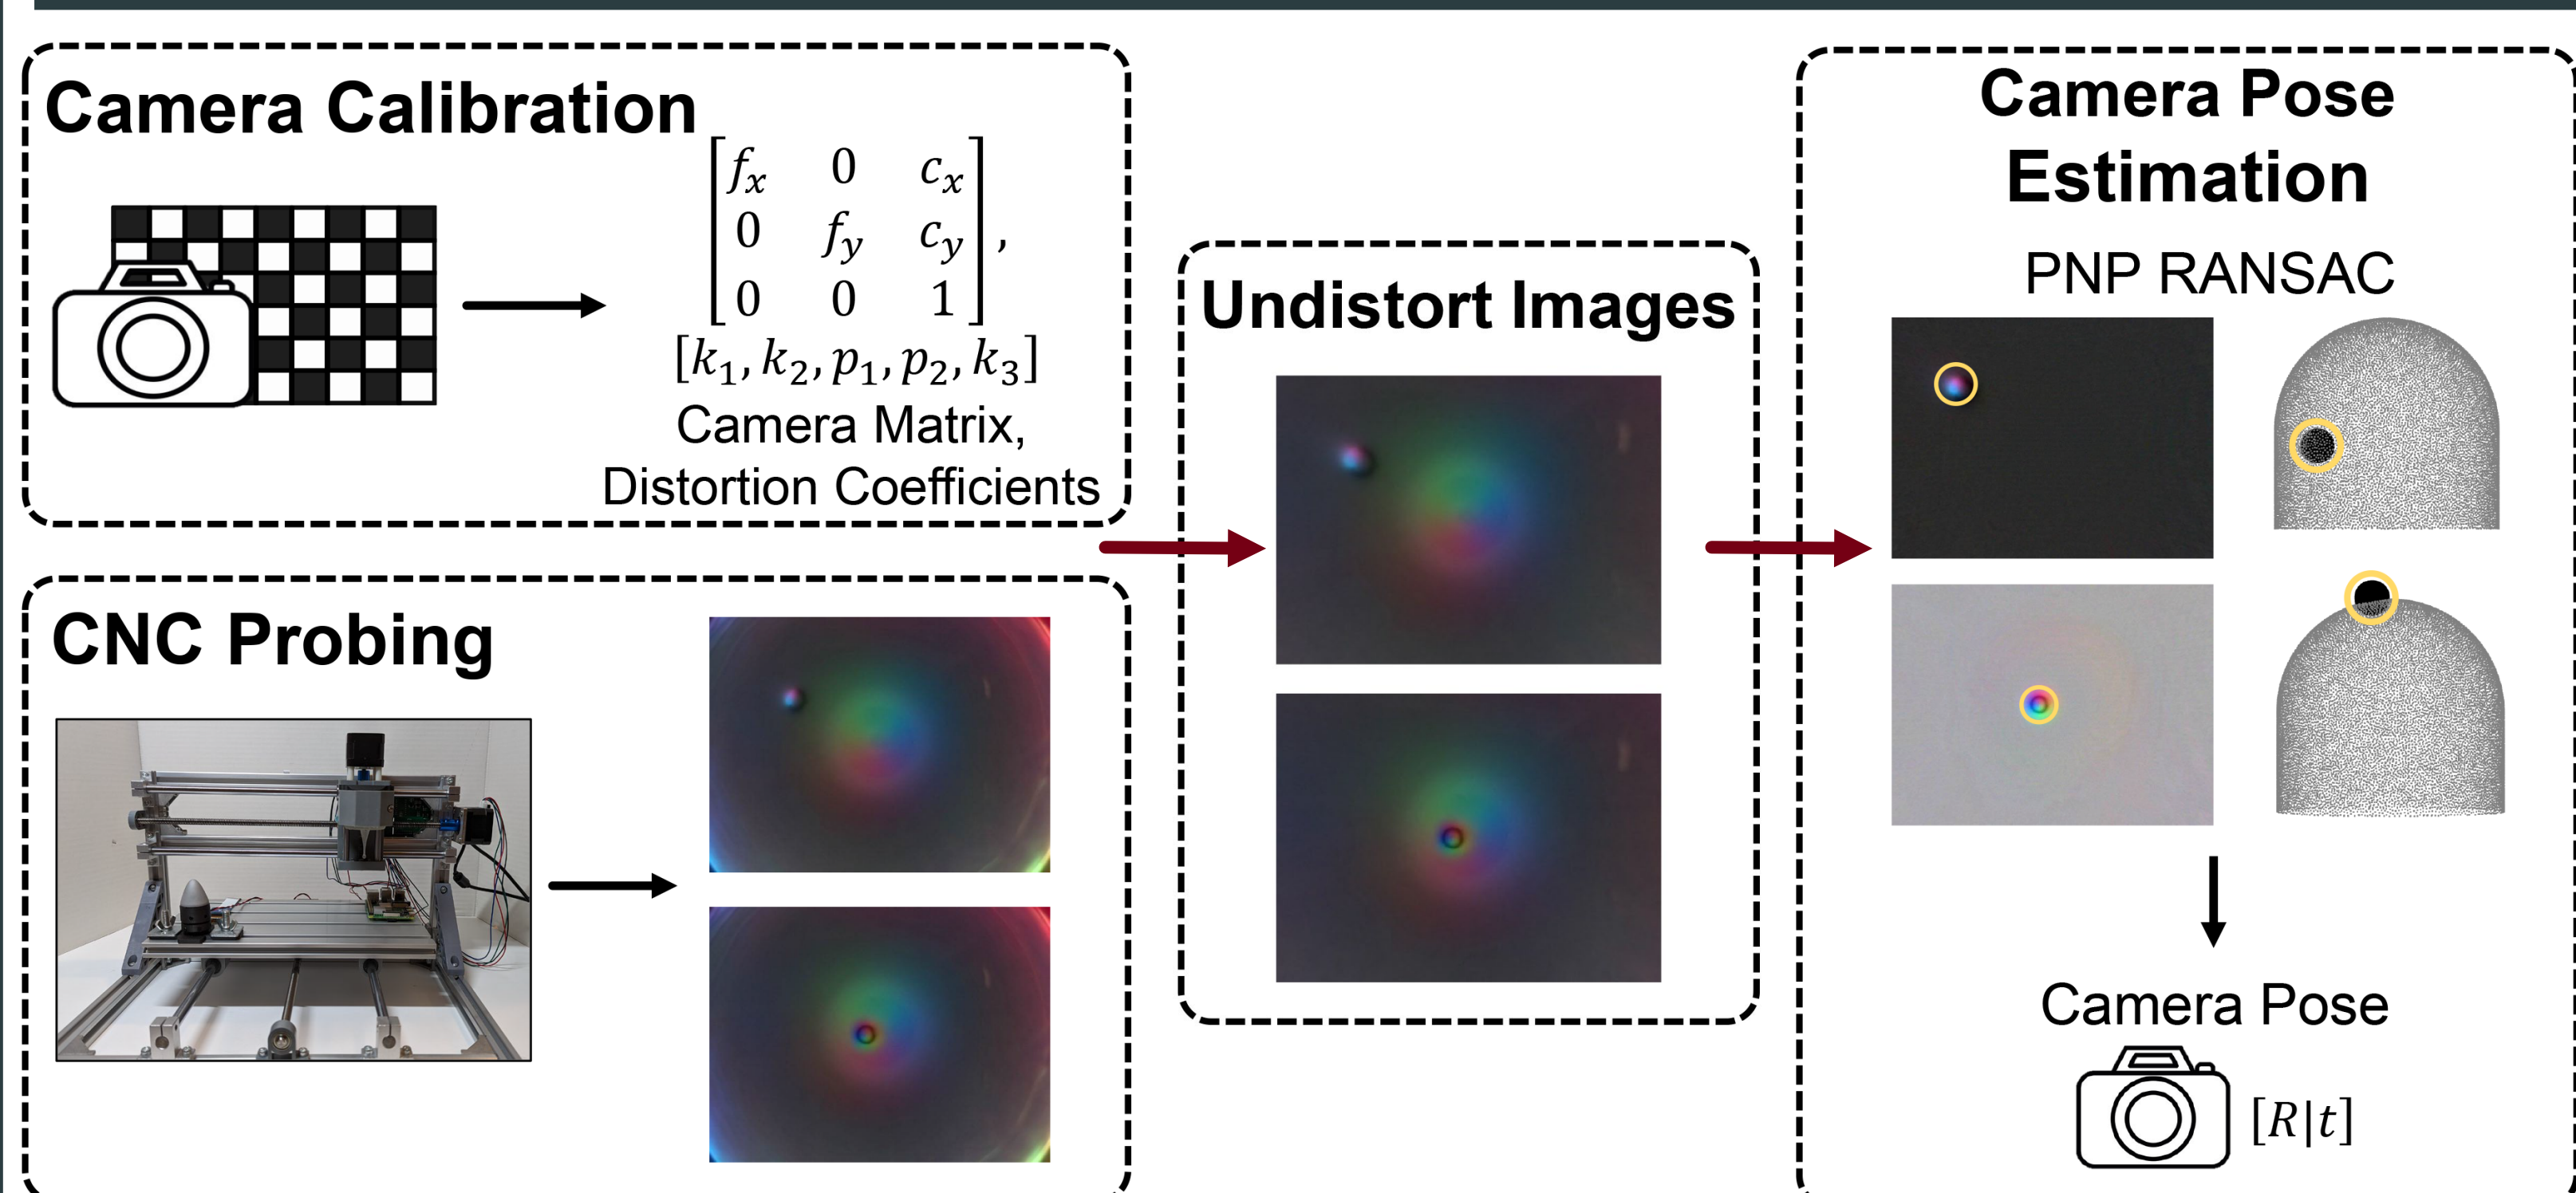 Camera Calibration
f_x 0 c_x
0 f_y c_y ,
0 0 1
[k_1, k_2, p_1, p_2, k_3]
Camera Matrix,
Distortion Coefficients
CNC Probing
Undistort Images
Camera Pose
Estimation
PNP RANSAC
Camera Pose
[R|t]